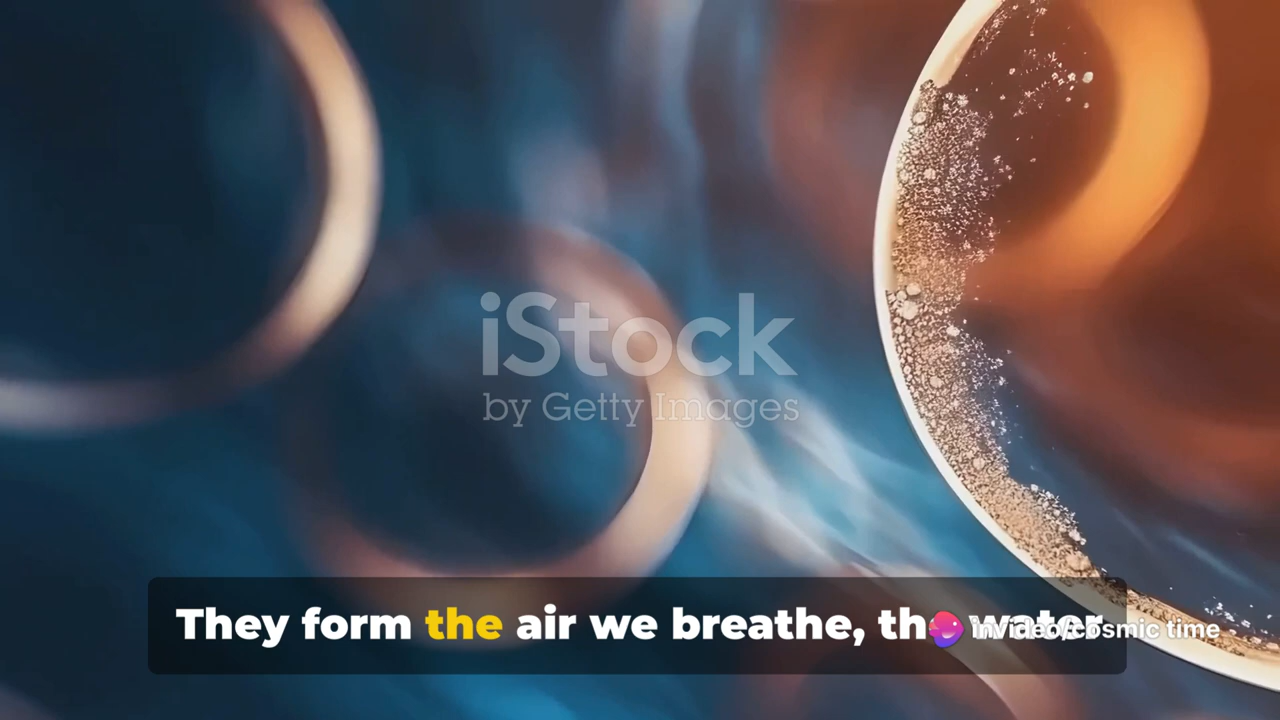 iStock
by Getty Images
They form the air we breathe, the water
invideo/cosmic time